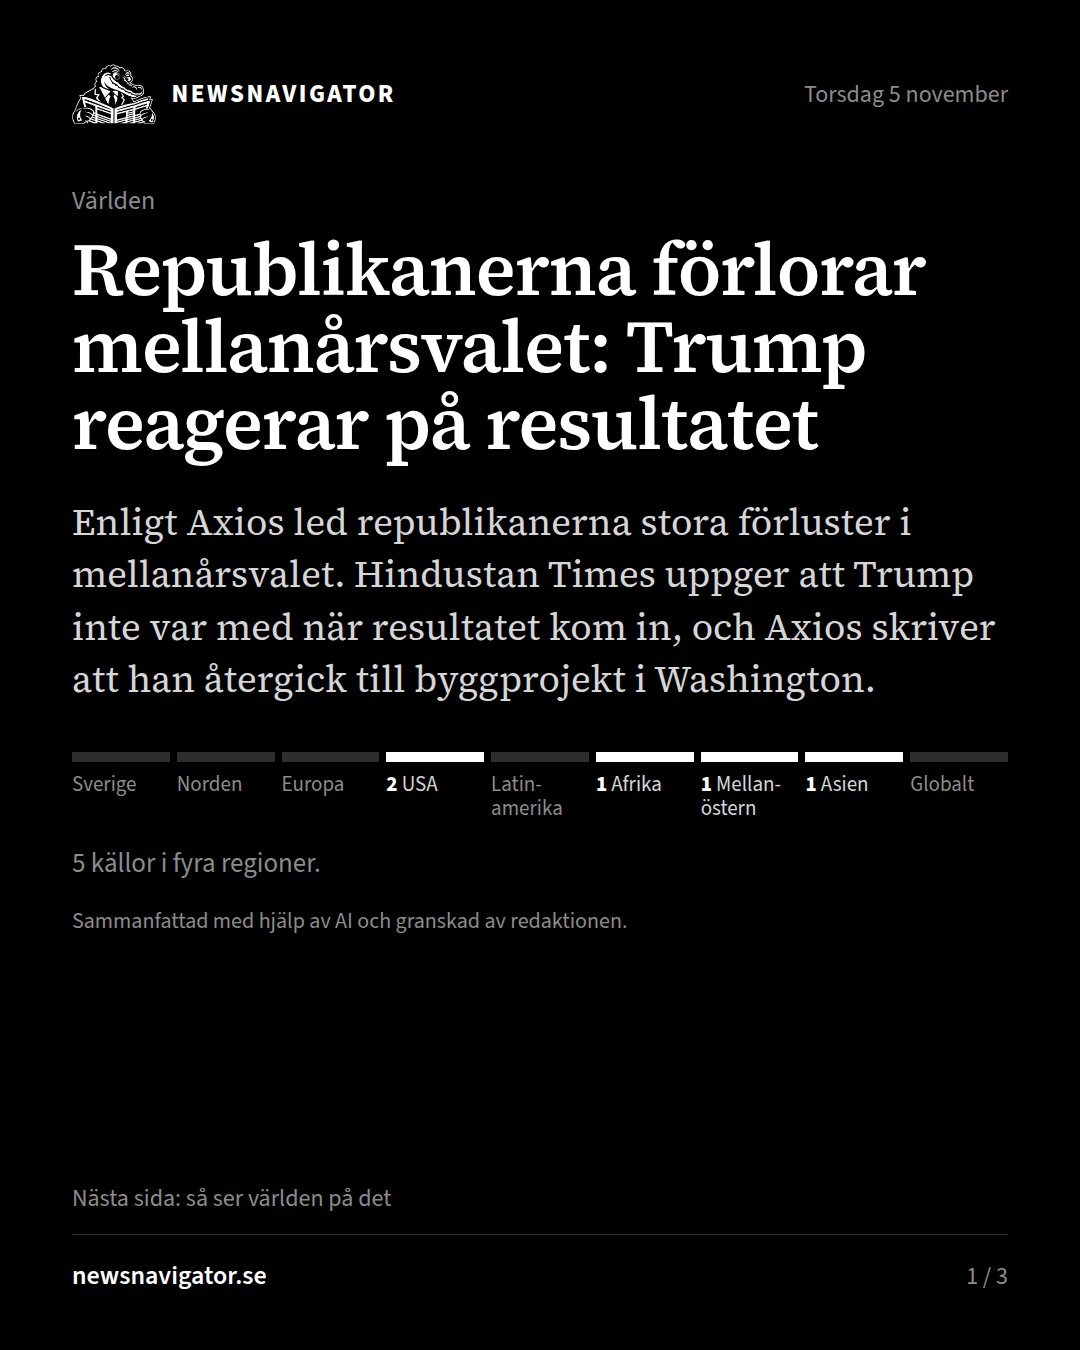 NEWSNAVIGATOR
Torsdag 5 november
Världen
Republikanerna förlorar
mellanårsvalet: Trump
reagerar på resultatet
Enligt Axios led republikanerna stora förluster i
mellanårsvalet. Hindustan Times uppger att Trump
inte var med när resultatet kom in, och Axios skriver
att han återgick till byggprojekt i Washington.
Sverige
Norden
Europa
2 USA
Latin-
amerika
1 Afrika
1 Mellan-
östern
1 Asien
Globalt
5 källor i fyra regioner.
Sammanfattad med hjälp av AI och granskad av redaktionen.
Nästa sida: så ser världen på det
newsnavigator.se
1 / 3